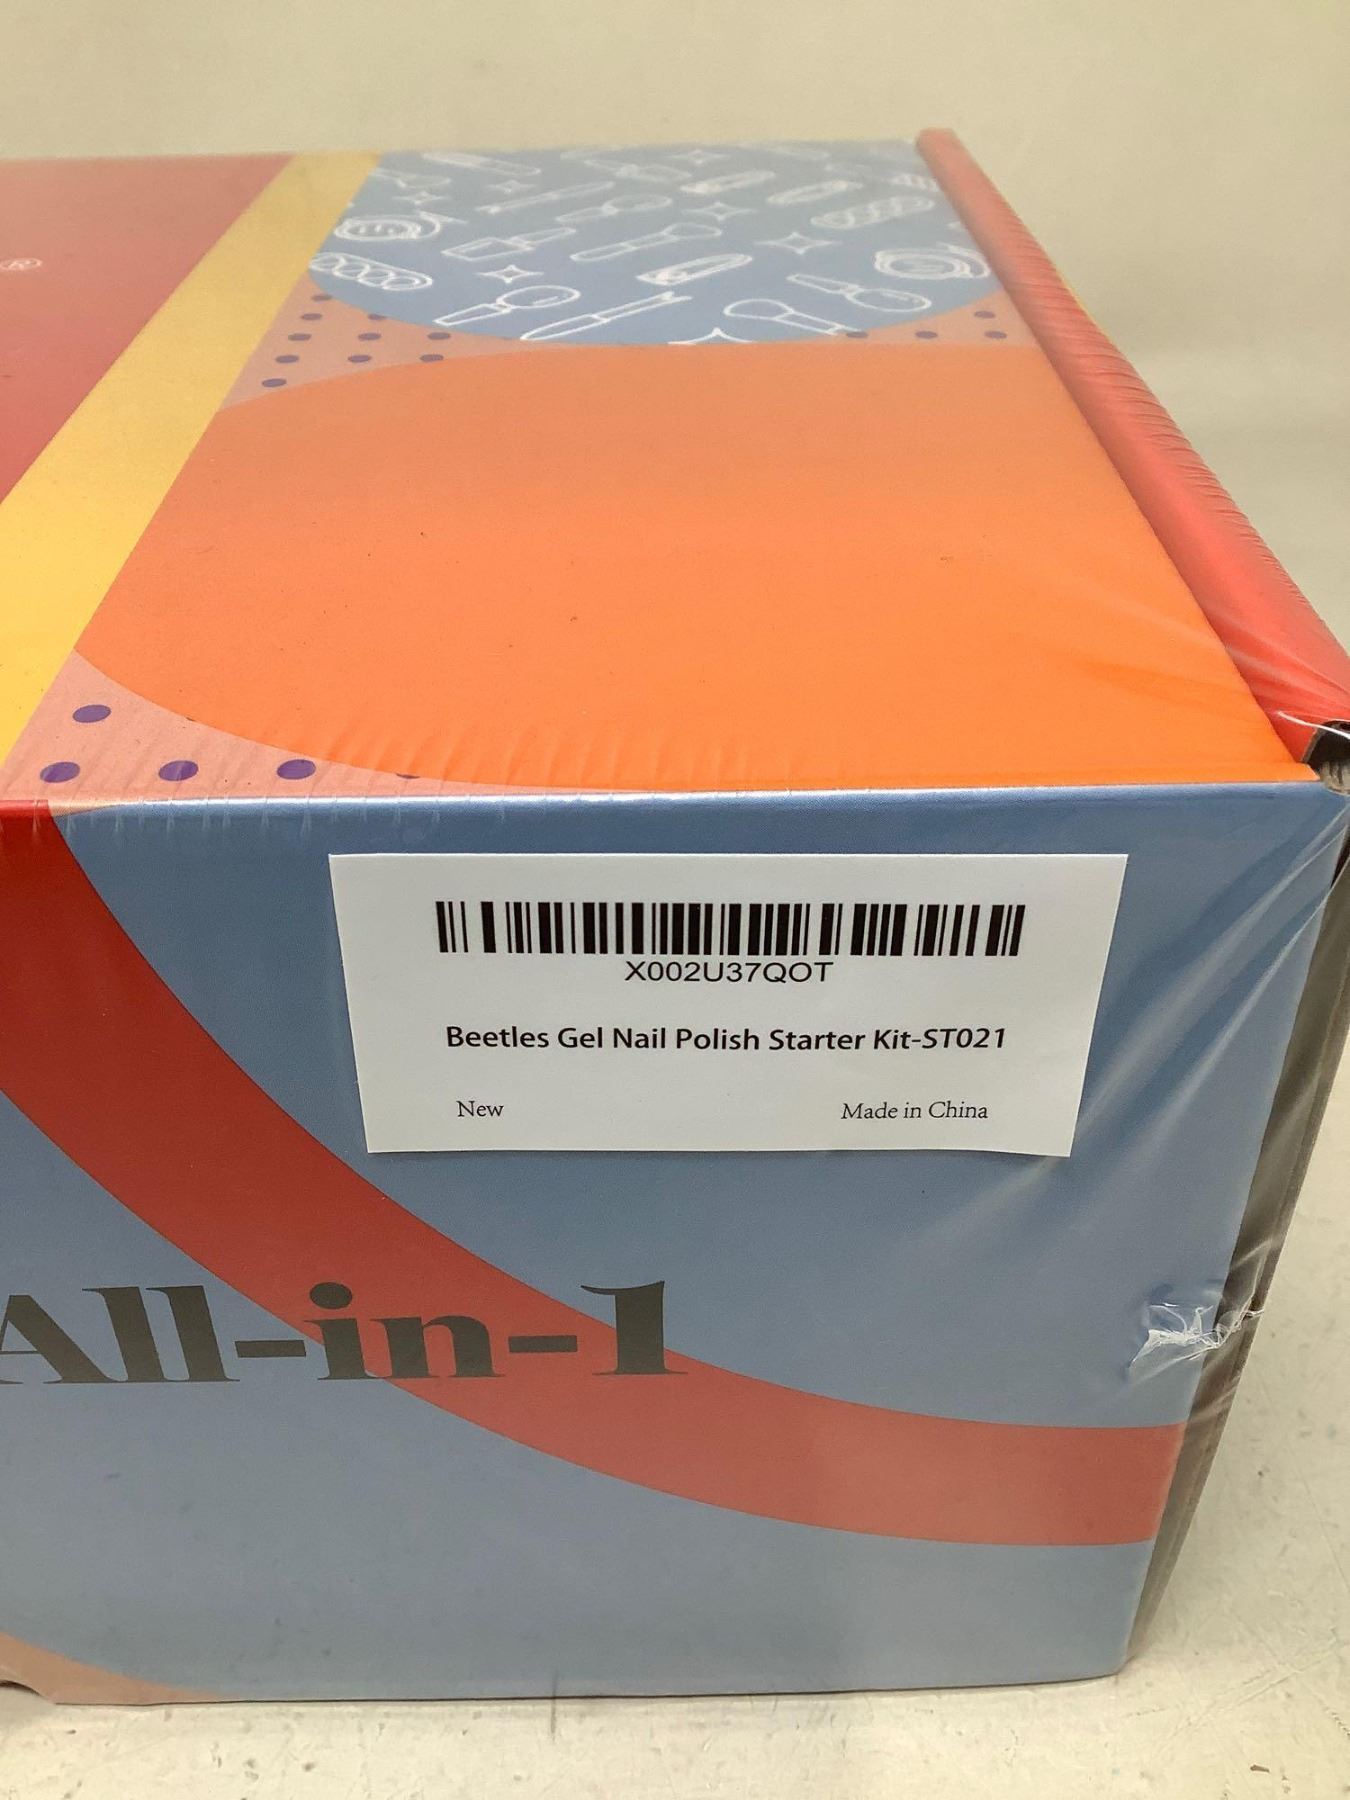 ®
X002U37QOT
Beetles Gel Nail Polish Starter Kit-ST021
New Made in China
All-in-1